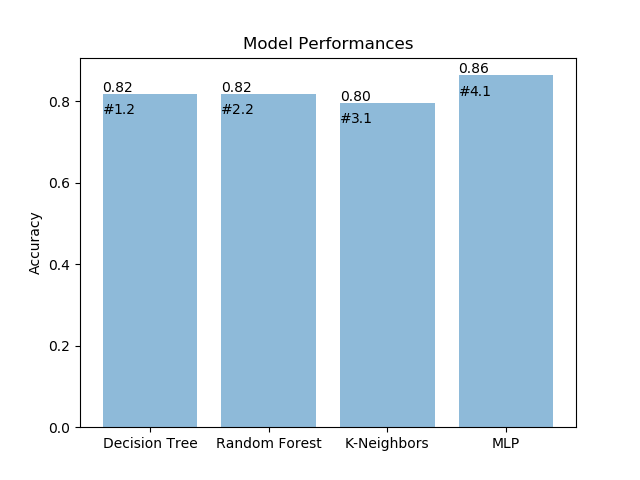 Model Performances
0.86
0.82
0.82
0.80
#4.1
#1.2
#2.2
#3.1
0.8
0.6
0.4
0.2
0.0
Accuracy
Decision Tree
Random Forest
K-Neighbors
MLP